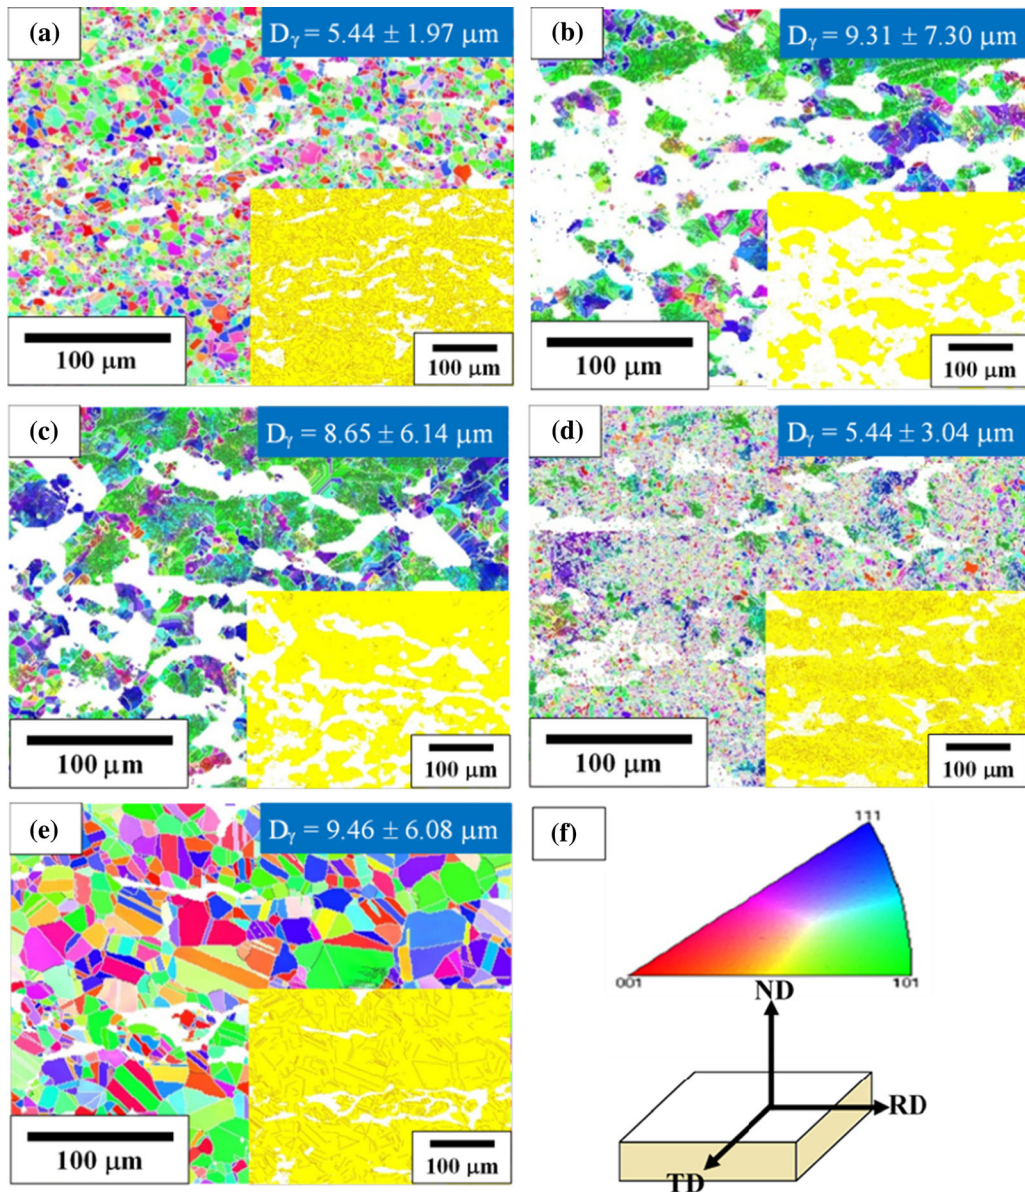 (a)
Dγ = 5.44 ± 1.97 μm
100 μm
100 μm
(b)
Dγ = 9.31 ± 7.30 μm
100 μm
100 μm
(c)
Dγ = 8.65 ± 6.14 μm
100 μm
100 μm
(d)
Dγ = 5.44 ± 3.04 μm
100 μm
100 μm
(e)
Dγ = 9.46 ± 6.08 μm
100 μm
100 μm
(f)
111
001
101
ND
RD
TD